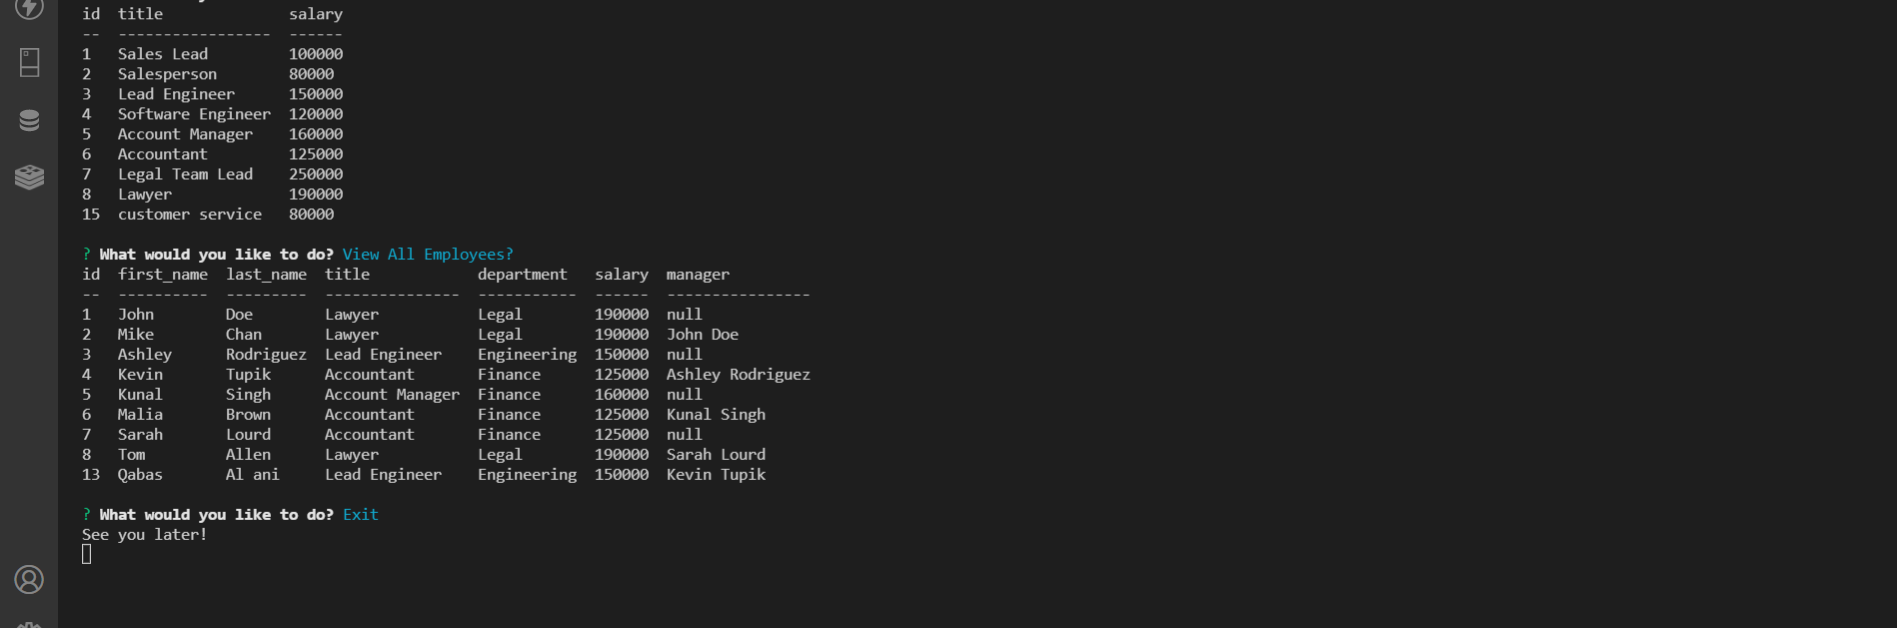 id  title             salary
--  -----------------  ------
1   Sales Lead         100000
2   Salesperson        80000
3   Lead Engineer      150000
4   Software Engineer  120000
5   Account Manager    160000
6   Accountant         125000
7   Legal Team Lead    250000
8   Lawyer             190000
15  customer service   80000
? What would you like to do? View All Employees?
id  first_name  last_name  title            department   salary  manager
--  ----------  ---------  ---------------  -----------  ------  ----------------
1   John        Doe        Lawyer           Legal        190000  null
2   Mike        Chan       Lawyer           Legal        190000  John Doe
3   Ashley      Rodriguez  Lead Engineer    Engineering  150000  null
4   Kevin       Tupik      Accountant       Finance      125000  Ashley Rodriguez
5   Kunal       Singh      Account Manager  Finance      160000  null
6   Malia       Brown      Accountant       Finance      125000  Kunal Singh
7   Sarah       Lourd      Accountant       Finance      125000  null
8   Tom         Allen      Lawyer           Legal        190000  Sarah Lourd
13  Qabas       Al ani     Lead Engineer    Engineering  150000  Kevin Tupik
? What would you like to do? Exit
See you later!